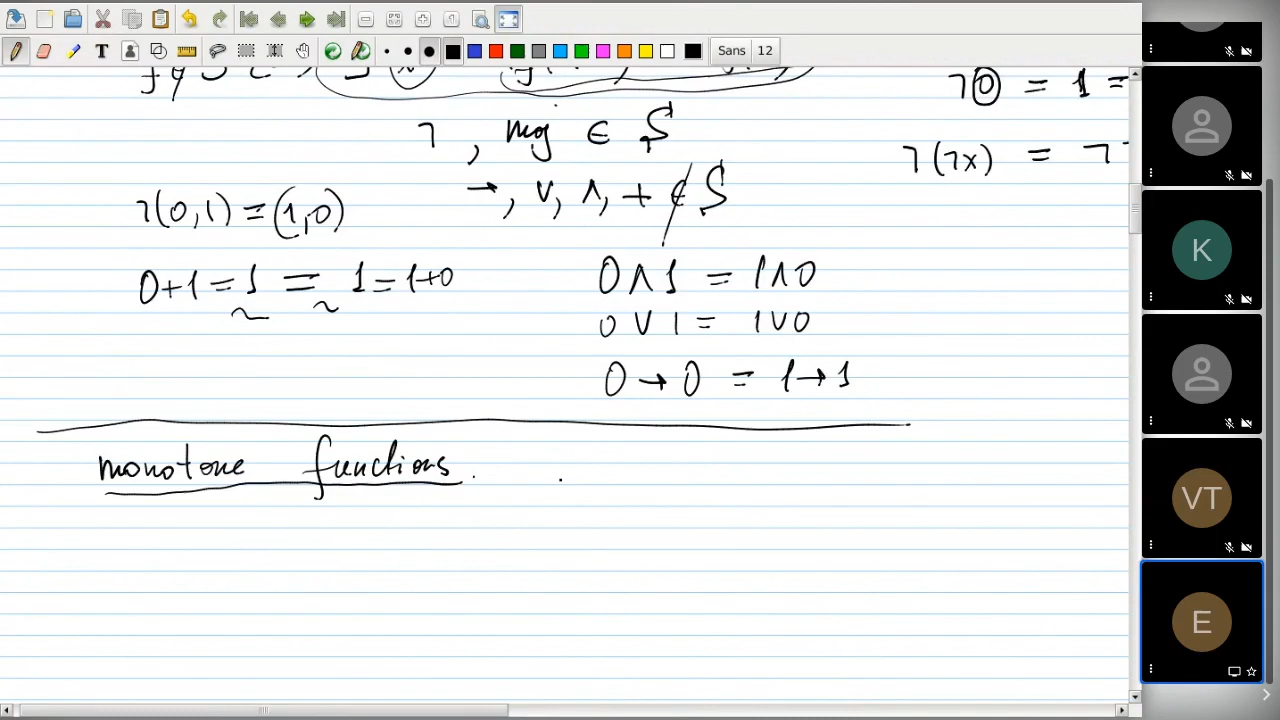 Sans 12
¬0 = 1 =
¬, maj ∈ S
¬(¬x) = ¬
→, ∨, ∧, + ∉ S
¬(0,1) = (1,0)
0+1 = 1 = 1 = 1+0
0 ∧ 1 = 1 ∧ 0
0 ∨ 1 = 1 ∨ 0
0 → 0 = 1 → 1
monotone functions.
K
VT
E